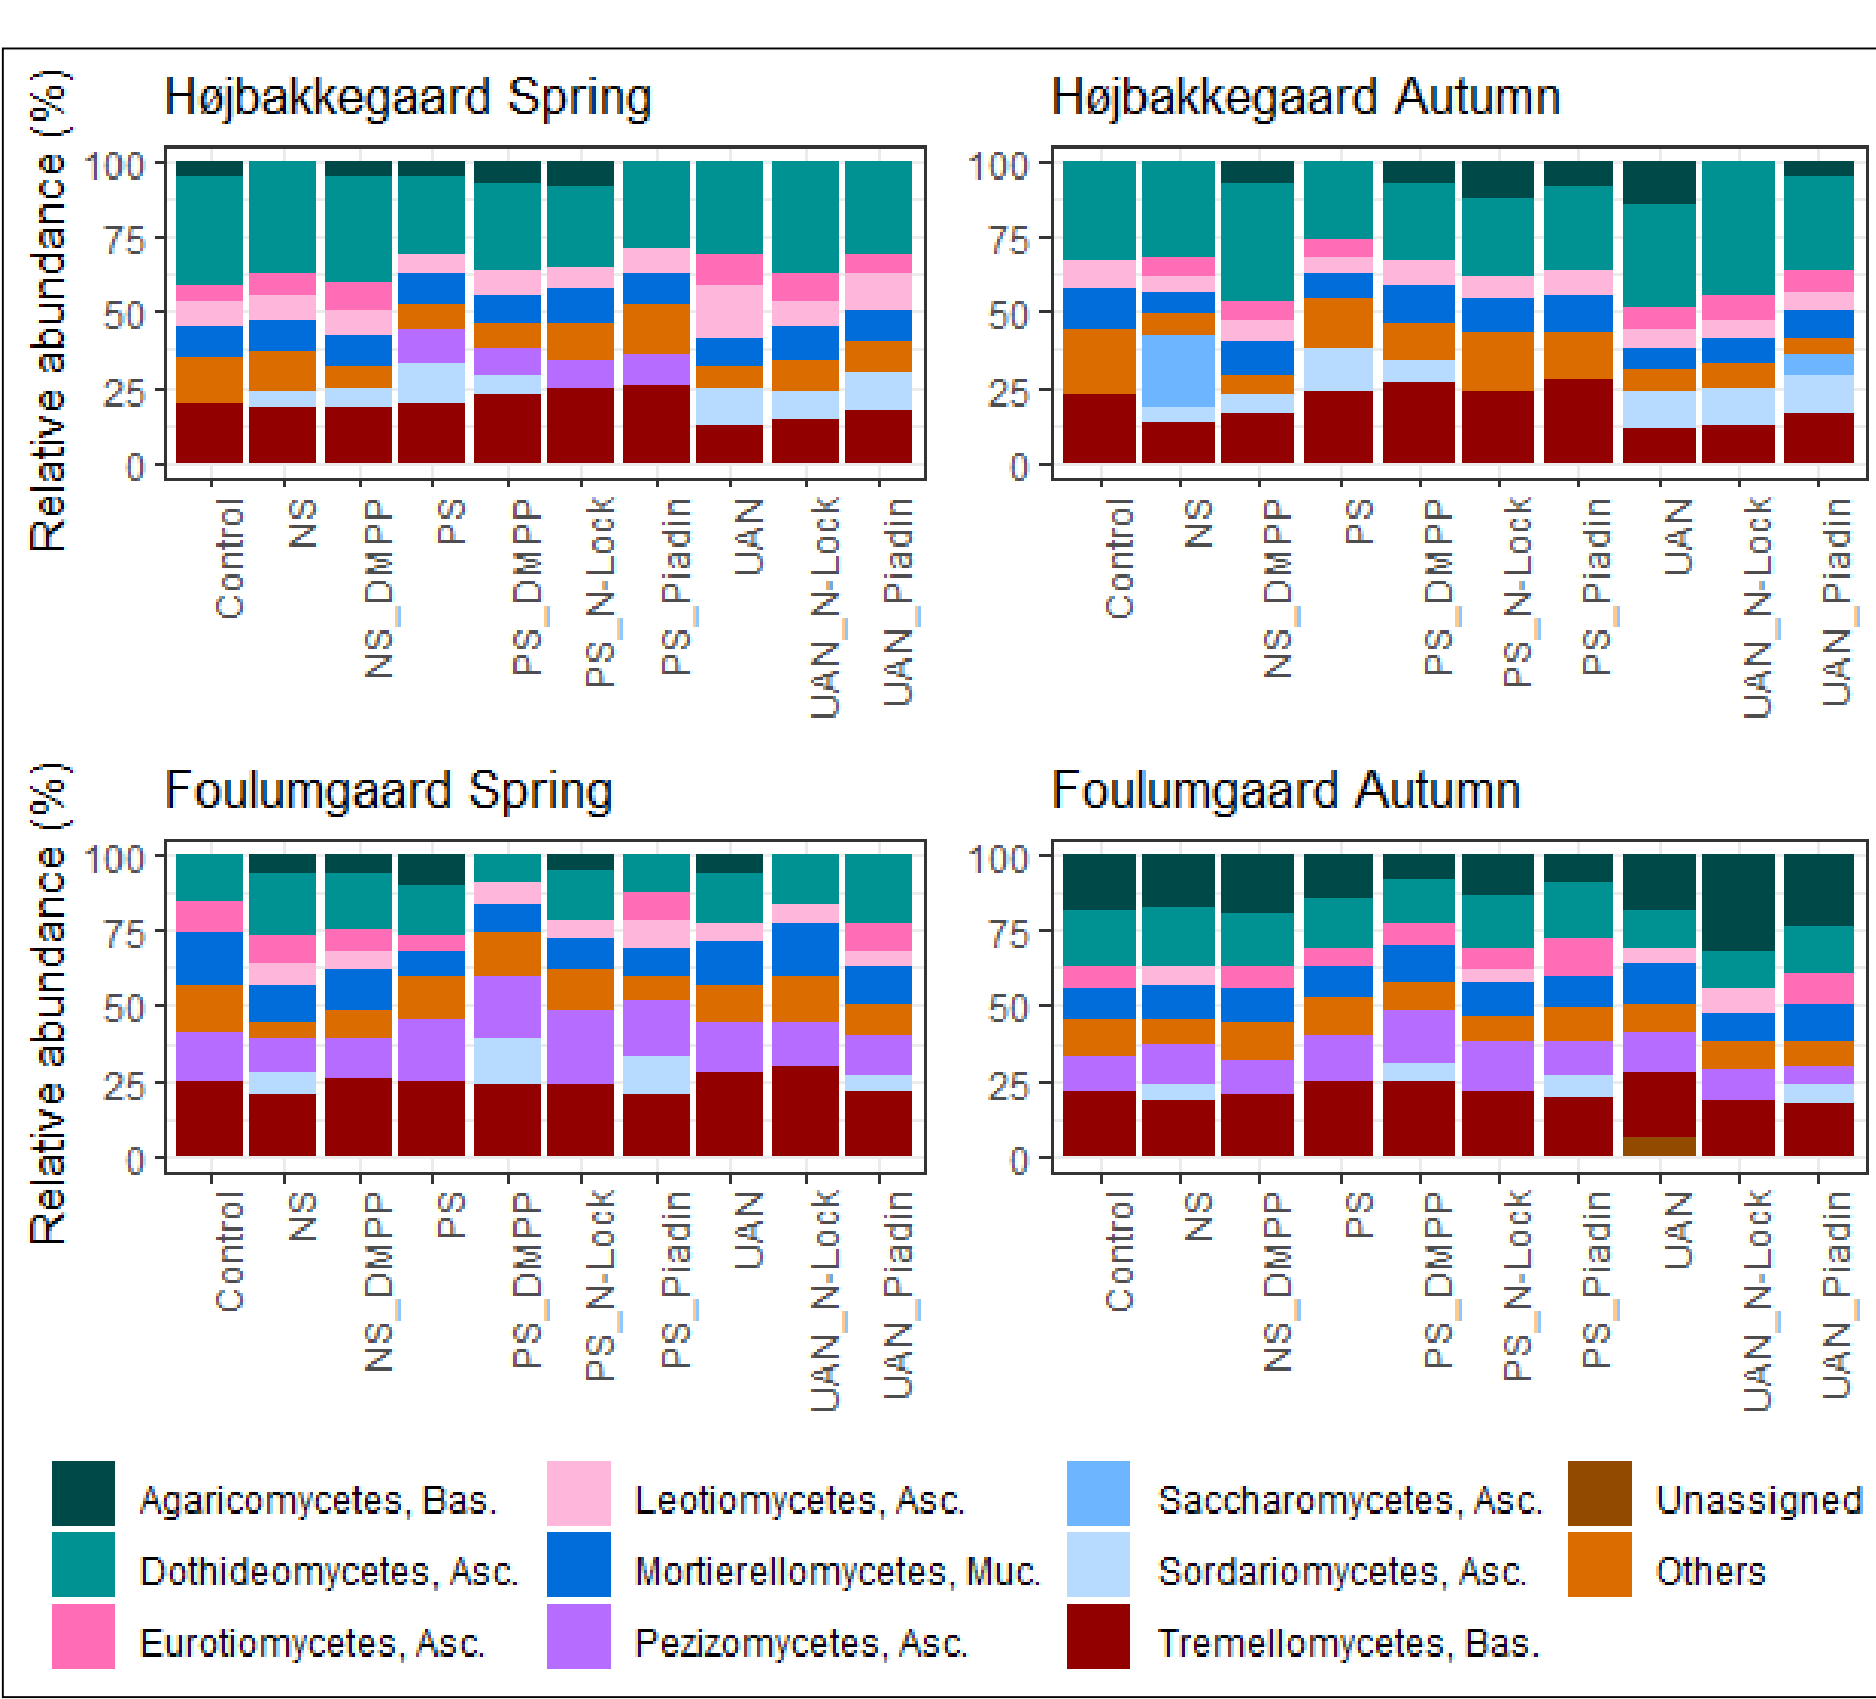 Højbakkegaard Spring
Højbakkegaard Autumn
Relative abundance (%)
100
75
50
25
0
100
75
50
25
0
Control
NS
NS_DMPP
PS
PS_DMPP
PS_N-Lock
PS_Piadin
UAN
UAN_N-Lock
UAN_Piadin
Control
NS
NS_DMPP
PS
PS_DMPP
PS_N-Lock
PS_Piadin
UAN
UAN_N-Lock
UAN_Piadin
Foulumgaard Spring
Foulumgaard Autumn
Relative abundance (%)
100
75
50
25
0
100
75
50
25
0
Control
NS
NS_DMPP
PS
PS_DMPP
PS_N-Lock
PS_Piadin
UAN
UAN_N-Lock
UAN_Piadin
Control
NS
NS_DMPP
PS
PS_DMPP
PS_N-Lock
PS_Piadin
UAN
UAN_N-Lock
UAN_Piadin
Agaricomycetes, Bas.
Leotiomycetes, Asc.
Saccharomycetes, Asc.
Unassigned
Dothideomycetes, Asc.
Mortierellomycetes, Muc.
Sordariomycetes, Asc.
Others
Eurotiomycetes, Asc.
Pezizomycetes, Asc.
Tremellomycetes, Bas.